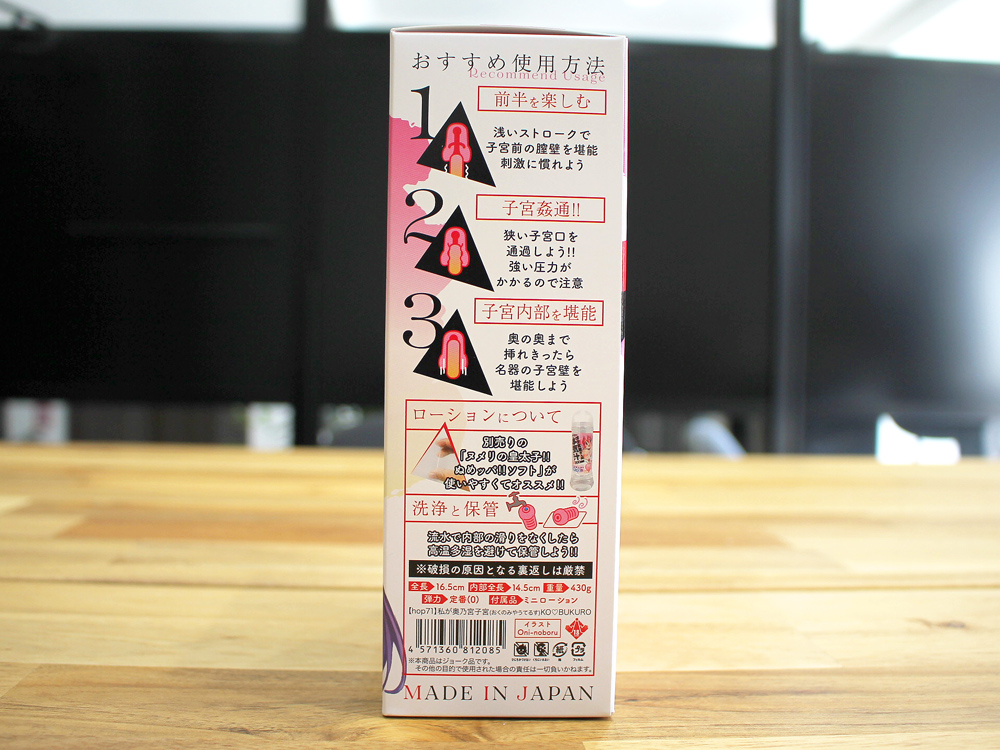 おすすめ使用方法
Recommend Usage
1
前半を楽しむ
浅いストロークで
子宮前の膣壁を堪能
刺激に慣れよう
2
子宮姦通!!
狭い子宮口を
通過しよう!!
強い圧力が
かかるので注意
3
子宮内部を堪能
奥の奥まで
挿れきったら
名器の子宮壁を
堪能しよう
ローションについて
別売りの
「ヌメリの皇太子!!
ぬめッパ!!ソフト」が
使いやすくてオススメ!!
洗浄と保管
流水で内部の滑りをなくしたら
高温多湿を避けて保管しよう!!
※破損の原因となる裏返しは厳禁
全長 16.5cm 内部全長 14.5cm 重量 430g
弾力 定番(0) 付属品 ミニローション
【hop71】私が奥乃宮子宮(おくのみやうてるす)KO♡BUKURO
イラスト
Oni-noboru
4 571360 812085
※本商品はジョーク品です。
その他の目的で使用された場合の責任は一切負いかねます。
MADE IN JAPAN